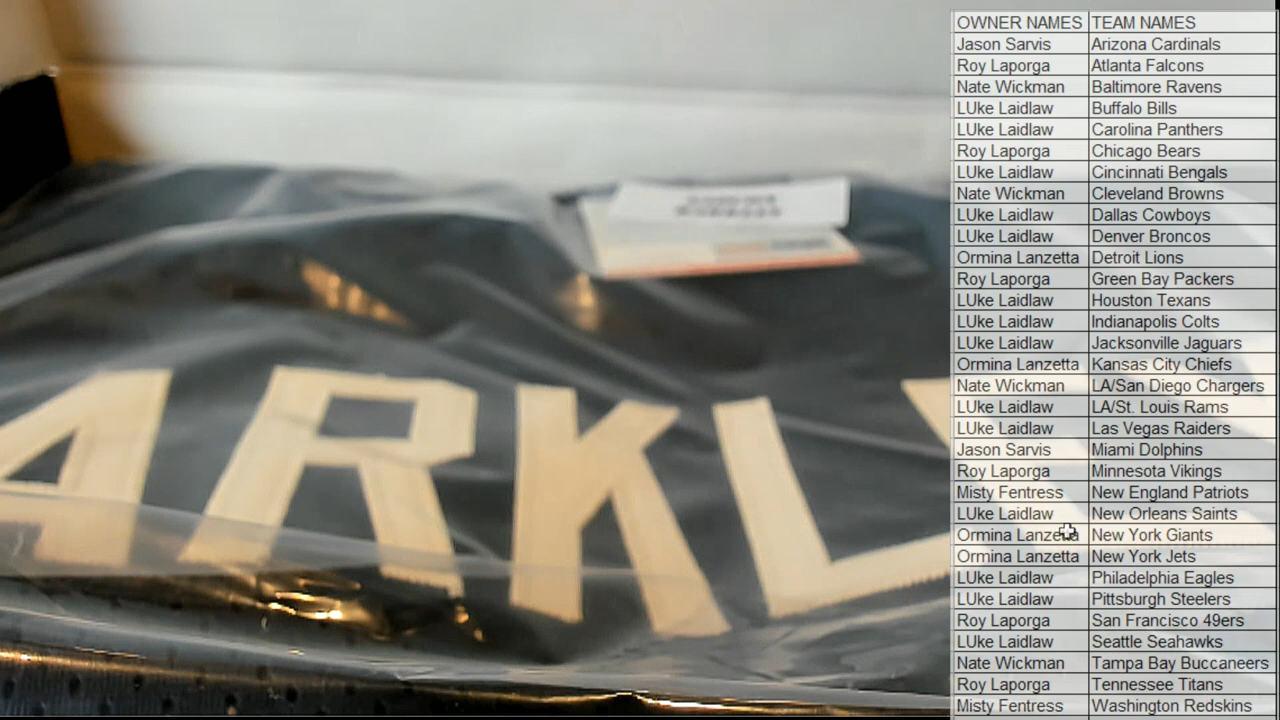 ARKL
OWNER NAMES TEAM NAMES
Jason Sarvis Arizona Cardinals
Roy Laporga Atlanta Falcons
Nate Wickman Baltimore Ravens
LUke Laidlaw Buffalo Bills
LUke Laidlaw Carolina Panthers
Roy Laporga Chicago Bears
LUke Laidlaw Cincinnati Bengals
Nate Wickman Cleveland Browns
LUke Laidlaw Dallas Cowboys
LUke Laidlaw Denver Broncos
Ormina Lanzetta Detroit Lions
Roy Laporga Green Bay Packers
LUke Laidlaw Houston Texans
LUke Laidlaw Indianapolis Colts
LUke Laidlaw Jacksonville Jaguars
Ormina Lanzetta Kansas City Chiefs
Nate Wickman LA/San Diego Chargers
LUke Laidlaw LA/St. Louis Rams
LUke Laidlaw Las Vegas Raiders
Jason Sarvis Miami Dolphins
Roy Laporga Minnesota Vikings
Misty Fentress New England Patriots
LUke Laidlaw New Orleans Saints
Ormina Lanzetta New York Giants
Ormina Lanzetta New York Jets
LUke Laidlaw Philadelphia Eagles
LUke Laidlaw Pittsburgh Steelers
Roy Laporga San Francisco 49ers
LUke Laidlaw Seattle Seahawks
Nate Wickman Tampa Bay Buccaneers
Roy Laporga Tennessee Titans
Misty Fentress Washington Redskins